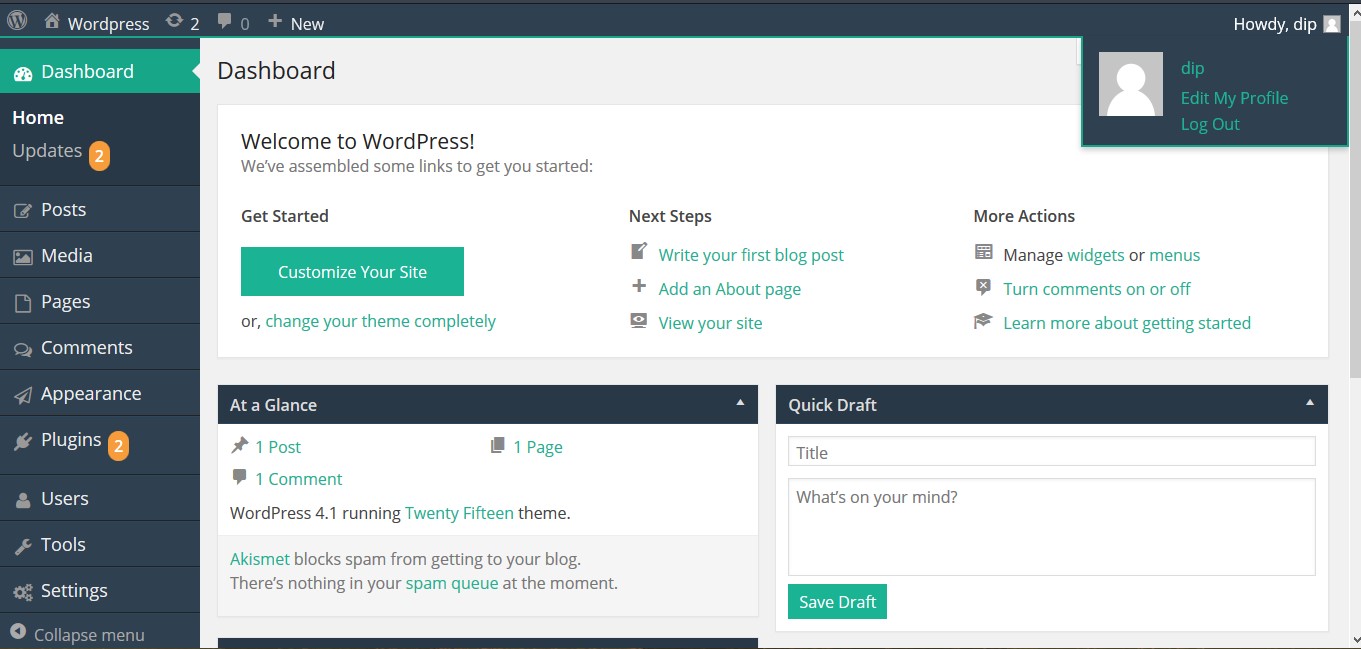 Wordpress 2 0 New
Howdy, dip
dip
Edit My Profile
Log Out
Dashboard
Home
Updates 2
Posts
Media
Pages
Comments
Appearance
Plugins 2
Users
Tools
Settings
Collapse menu
Dashboard
Welcome to WordPress!
We’ve assembled some links to get you started:
Get Started
Customize Your Site
or, change your theme completely
Next Steps
Write your first blog post
Add an About page
View your site
More Actions
Manage widgets or menus
Turn comments on or off
Learn more about getting started
At a Glance
1 Post
1 Page
1 Comment
WordPress 4.1 running Twenty Fifteen theme.
Akismet blocks spam from getting to your blog.
There’s nothing in your spam queue at the moment.
Quick Draft
Title
What’s on your mind?
Save Draft